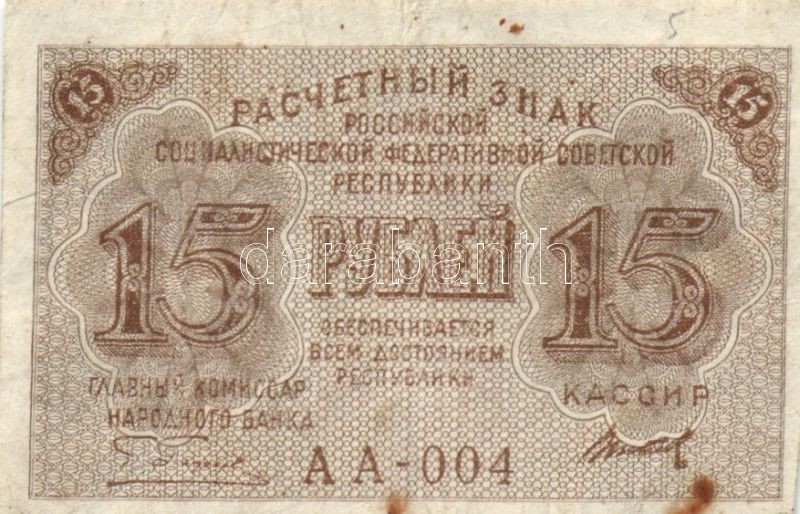 5
15 15
РАСЧЕТНЫЙ ЗНАК
РОССИЙСКОЙ
СОЦИАЛИСТИЧЕСКОЙ ФЕДЕРАТИВНОЙ СОВЕТСКОЙ
РЕСПУБЛИКИ
15 РУБЛЕЙ 15
darabanth
ОБЕСПЕЧИВАЕТСЯ
ВСЕМ ДОСТОЯНИЕМ
РЕСПУБЛИКИ
ГЛАВНЫЙ КОМИССАР
НАРОДНОГО БАНКА
КАССИР
АА-004